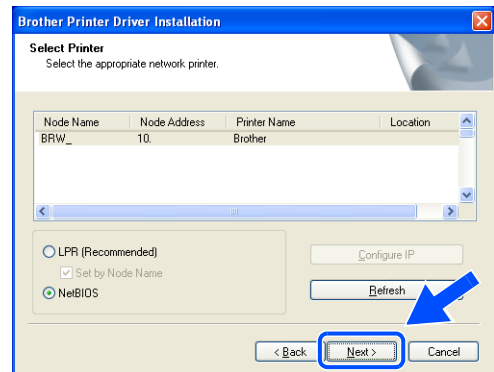 Brother Printer Driver Installation
Select Printer
Select the appropriate network printer.
Node Name Node Address Printer Name Location
BRW_ 10. Brother
LPR (Recommended)
Set by Node Name
NetBIOS
Configure IP
Refresh
< Back Next > Cancel